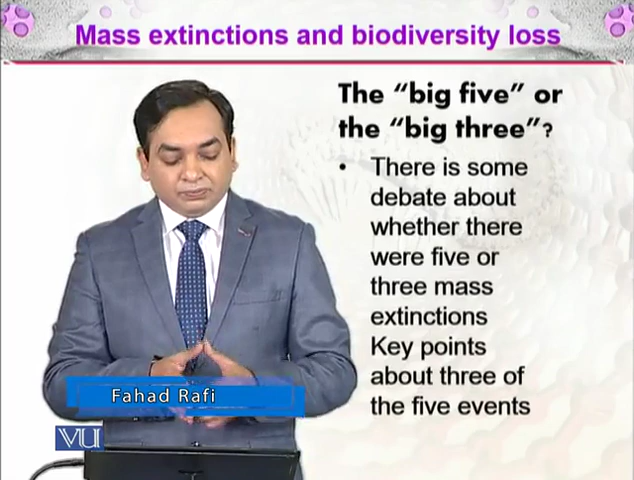 Mass extinctions and biodiversity loss
The “big five” or
the “big three”?
• There is some
debate about
whether there
were five or
three mass
extinctions
Key points
about three of
the five events
Fahad Rafi
VU